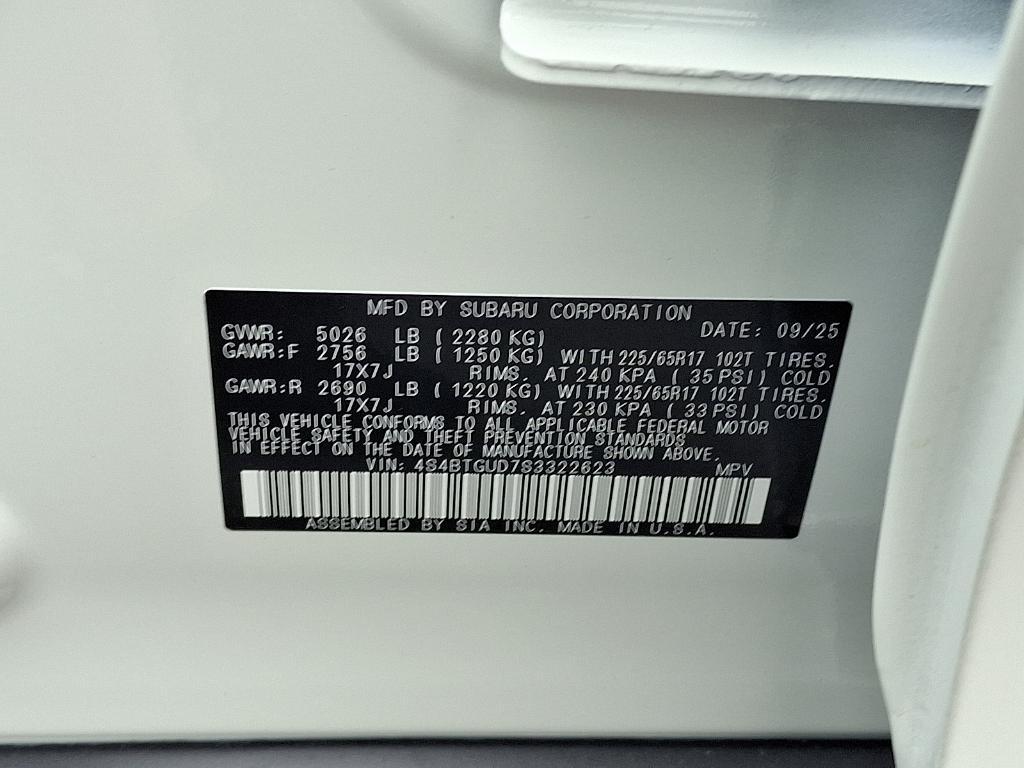 MFD BY SUBARU CORPORATION
GVWR: 5026 LB ( 2280 KG) DATE: 09/25
GAWR:F 2756 LB ( 1250 KG) WITH 225/65R17 102T TIRES,
17X7J RIMS, AT 240 KPA ( 35 PSI) COLD
GAWR:R 2690 LB ( 1220 KG) WITH 225/65R17 102T TIRES,
17X7J RIMS, AT 230 KPA ( 33 PSI) COLD
THIS VEHICLE CONFORMS TO ALL APPLICABLE FEDERAL MOTOR
VEHICLE SAFETY AND THEFT PREVENTION STANDARDS
IN EFFECT ON THE DATE OF MANUFACTURE SHOWN ABOVE.
VIN: 4S4BTGUD7S3322623 MPV
ASSEMBLED BY SIA INC. MADE IN U.S.A.